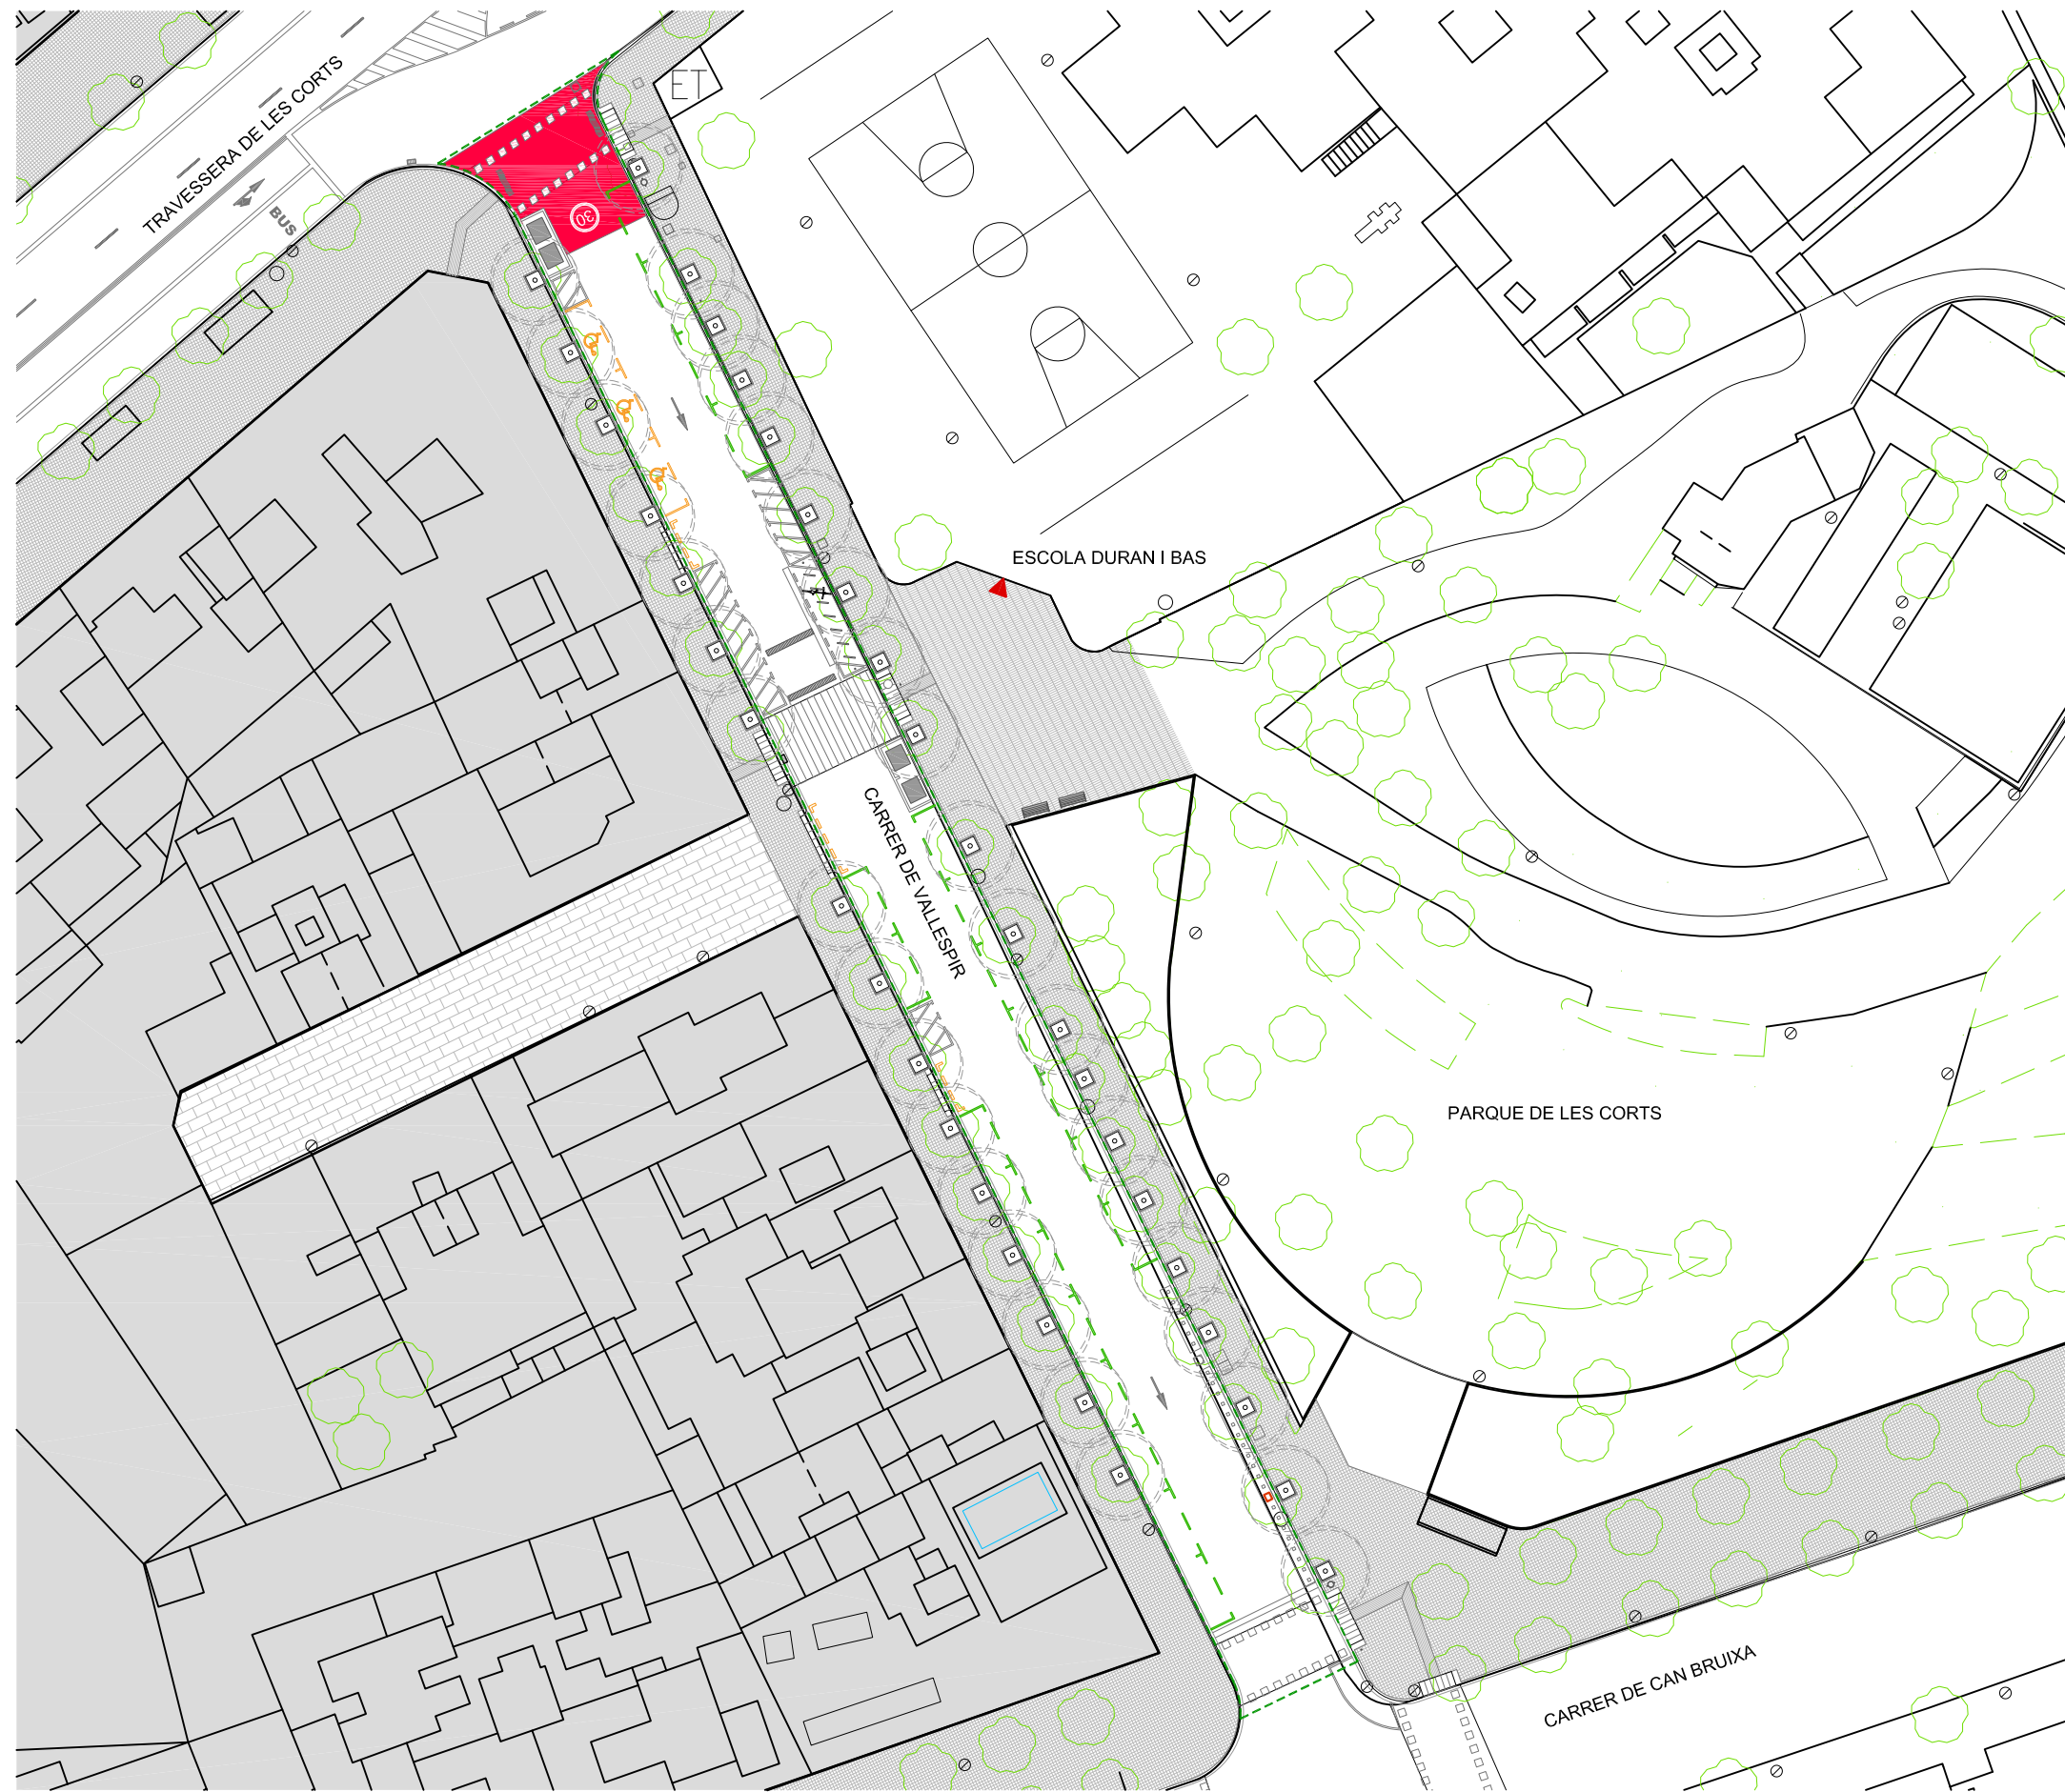 ET
TRAVESSERA DE LES CORTS
BUS
30
ESCOLA DURAN I BAS
CARRER DE VALLESPIR
PARQUE DE LES CORTS
CARRER DE CAN BRUIXA